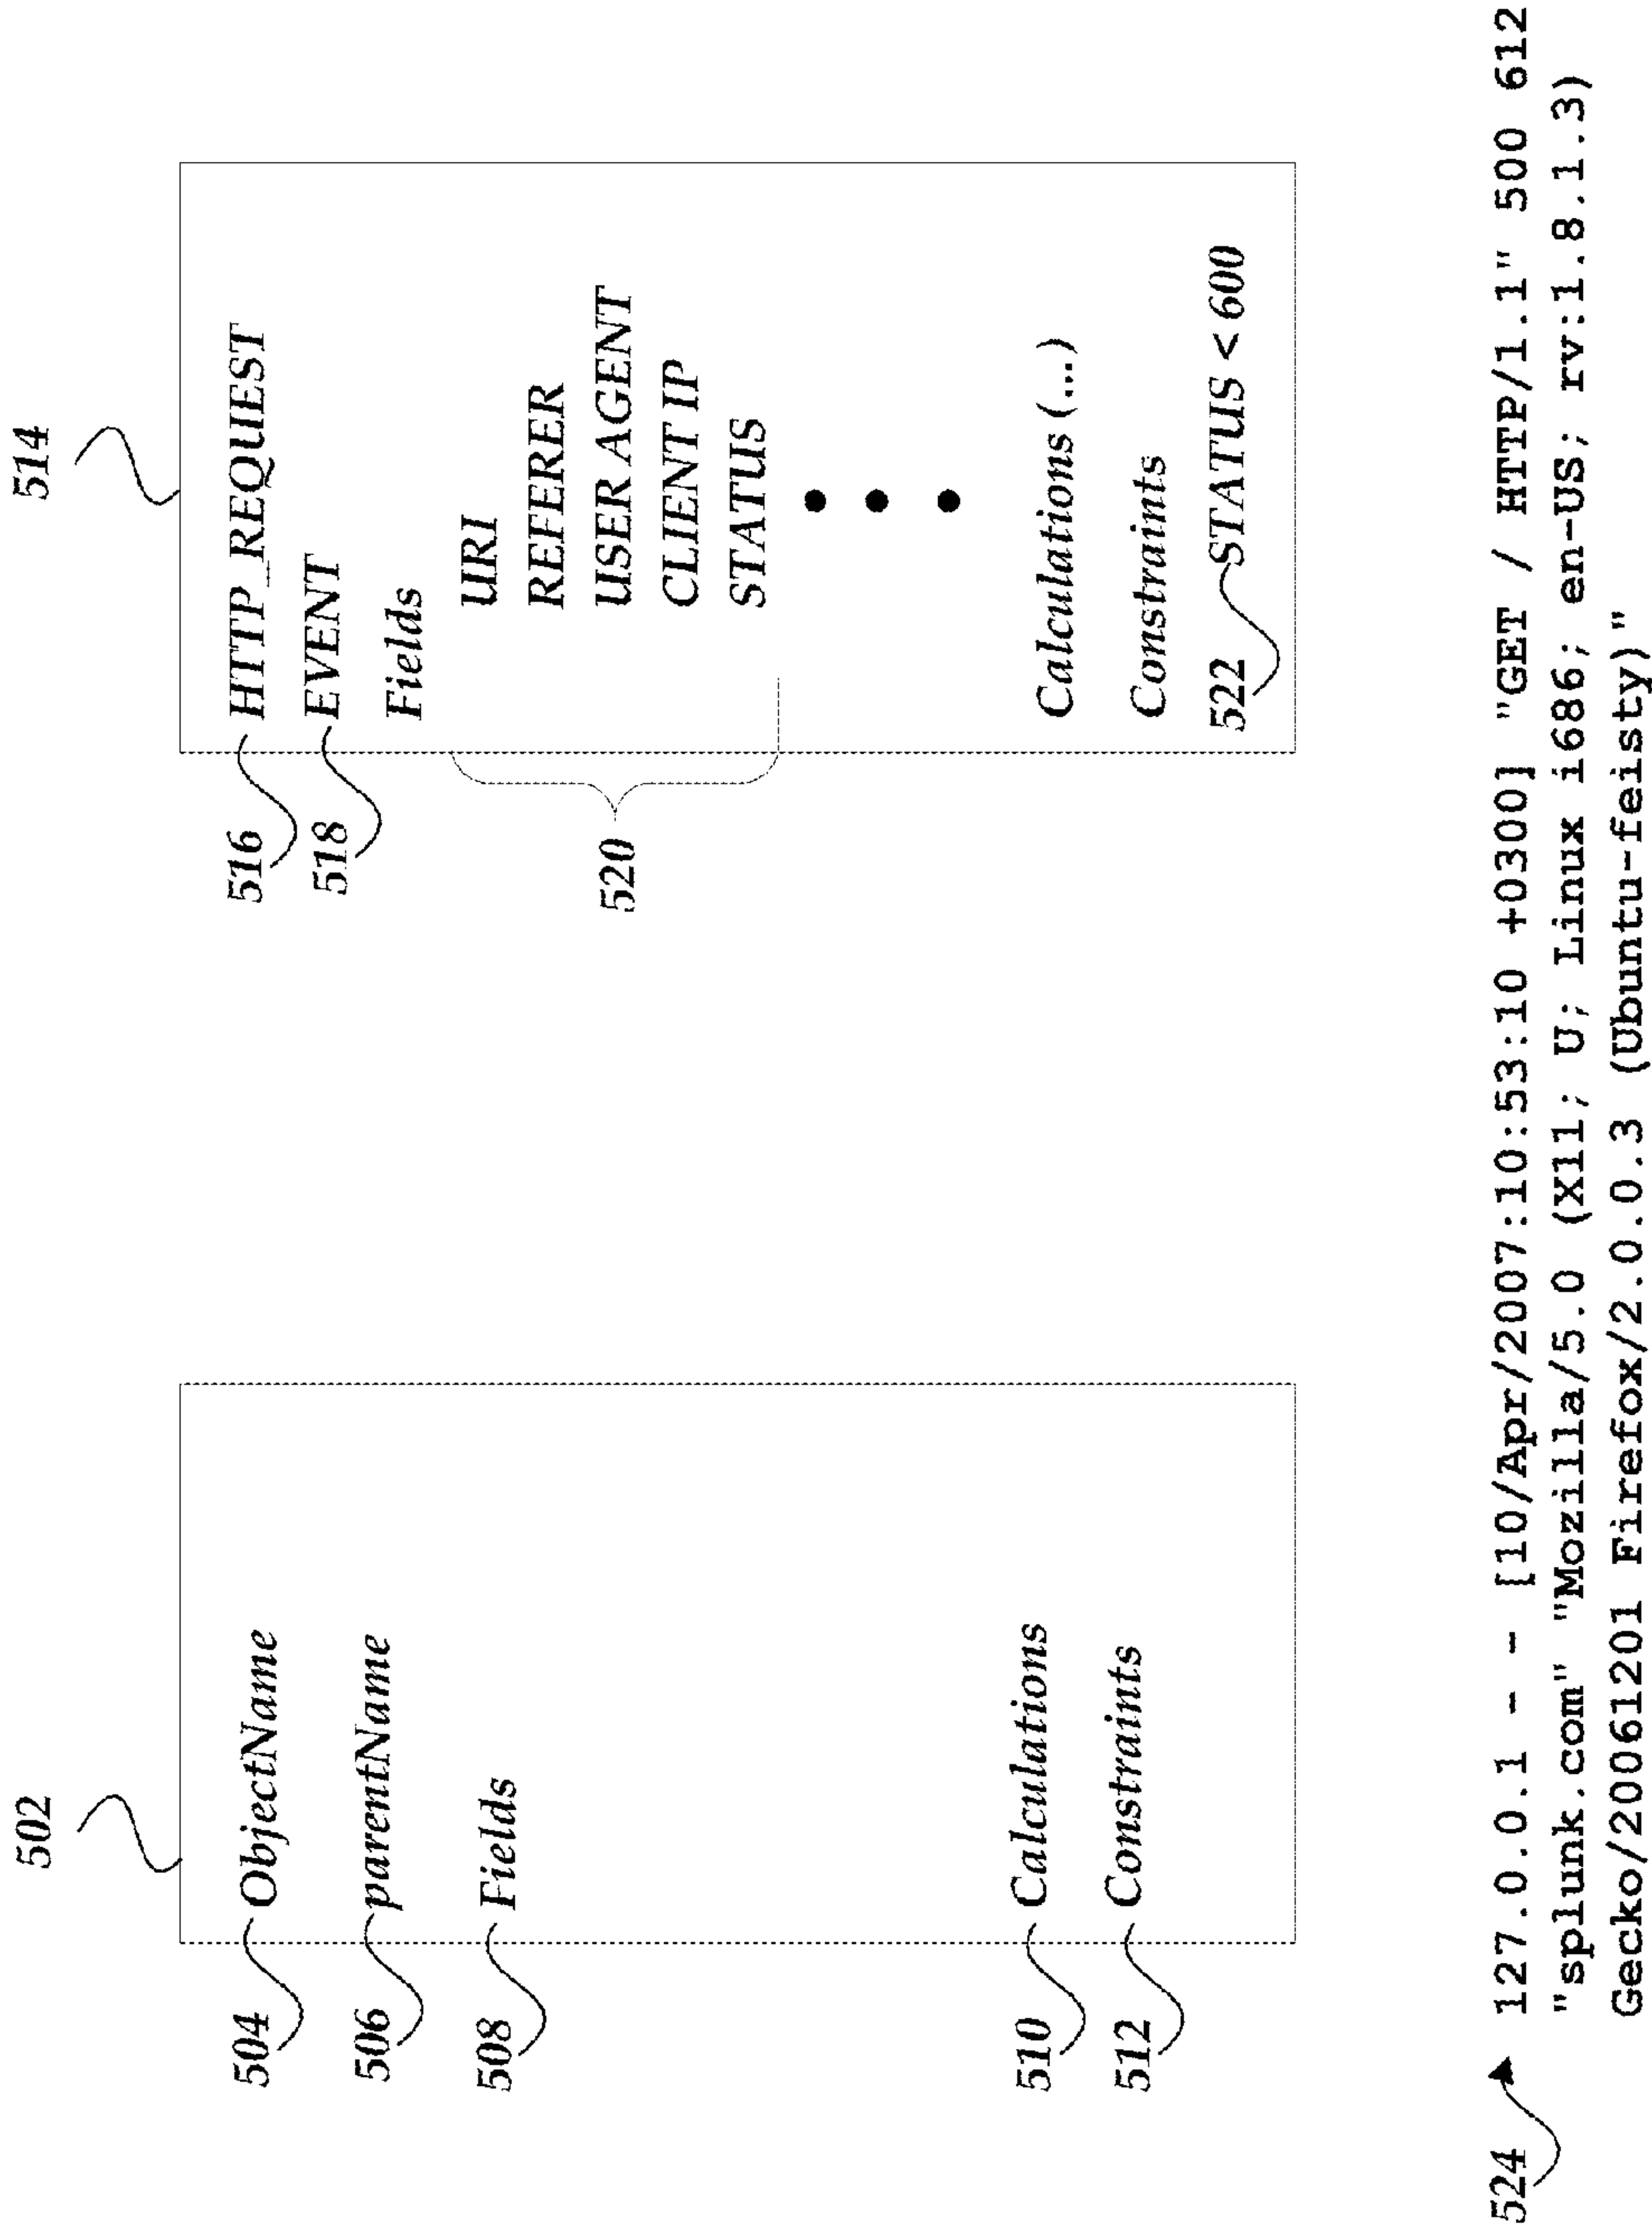 502
504 ObjectName
506 parentName
508 Fields
510 Calculations
512 Constraints
514
516 HTTP_REQUEST
518 EVENT
Fields
520
URI
REFERER
USER AGENT
CLIENT IP
STATUS
Calculations (...)
Constraints
522 STATUS < 600
524 127.0.0.1 - - [10/Apr/2007:10:53:10 +0300] "GET / HTTP/1.1" 500 612
"splunk.com" "Mozilla/5.0 (X11; U; Linux i686; en-US; rv:1.8.1.3)
Gecko/20061201 Firefox/2.0.0.3 (Ubuntu-feisty)"